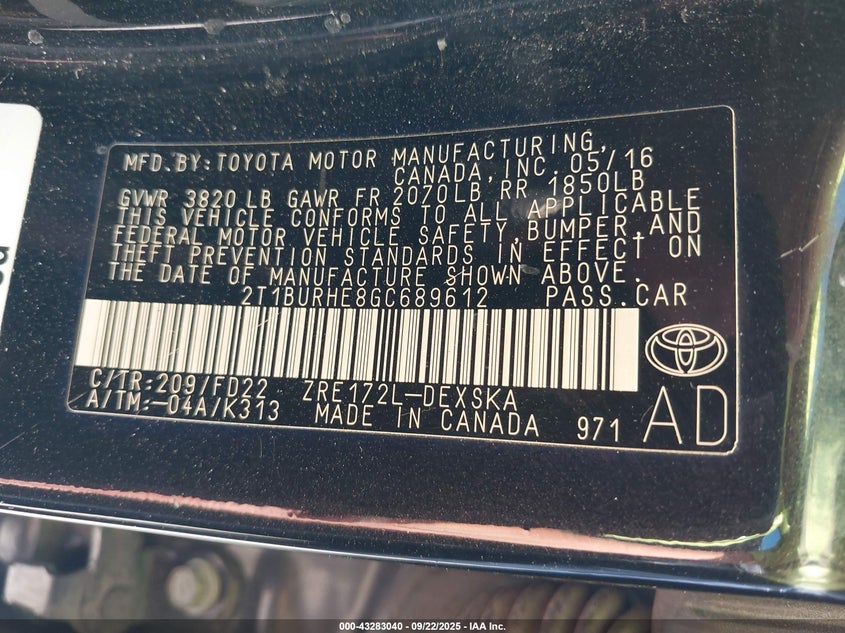 MFD.BY:TOYOTA MOTOR MANUFACTURING,
CANADA,INC. 05/16
GVWR 3820 LB GAWR FR 2070LB RR 1850LB
THIS VEHICLE CONFORMS TO ALL APPLICABLE
FEDERAL MOTOR VEHICLE SAFETY,BUMPER,AND
THEFT PREVENTION STANDARDS IN EFFECT ON
THE DATE OF MANUFACTURE SHOWN ABOVE.
2T1BURHE8GC689612 PASS.CAR
C/TR:209/FD22 ZRE172L-DEXSKA
A/TM:-04A/K313 MADE IN CANADA 971 AD
000-43283040 - 09/22/2025 - IAA Inc.